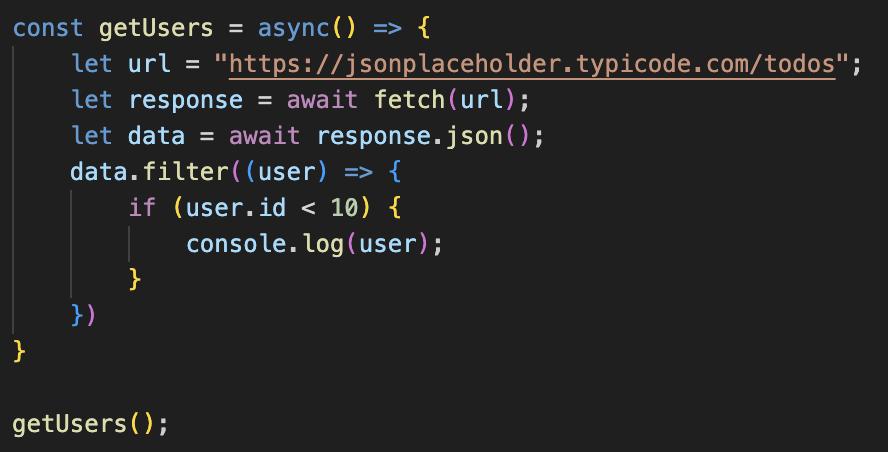 const getUsers = async() => {
    let url = "https://jsonplaceholder.typicode.com/todos";
    let response = await fetch(url);
    let data = await response.json();
    data.filter((user) => {
        if (user.id < 10) {
            console.log(user);
        }
    })
}

getUsers();